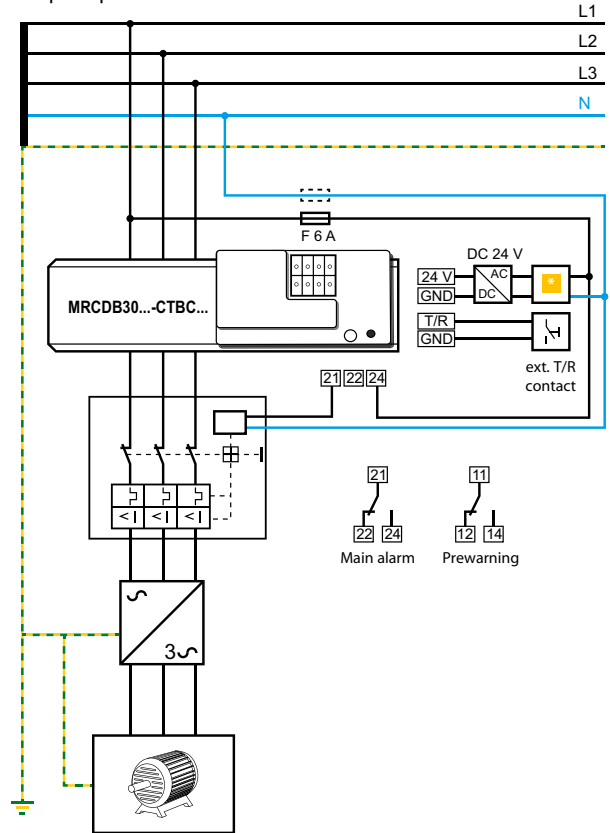 L1
L2
L3
N
F 6 A
DC 24 V
24 V
GND
AC
DC
*
MRCDB30...-CTBC...
T/R
GND
ext. T/R
contact
21 22 24
21
11
22 24
12 14
Main alarm
Prewarning
< I
< I
< I
3